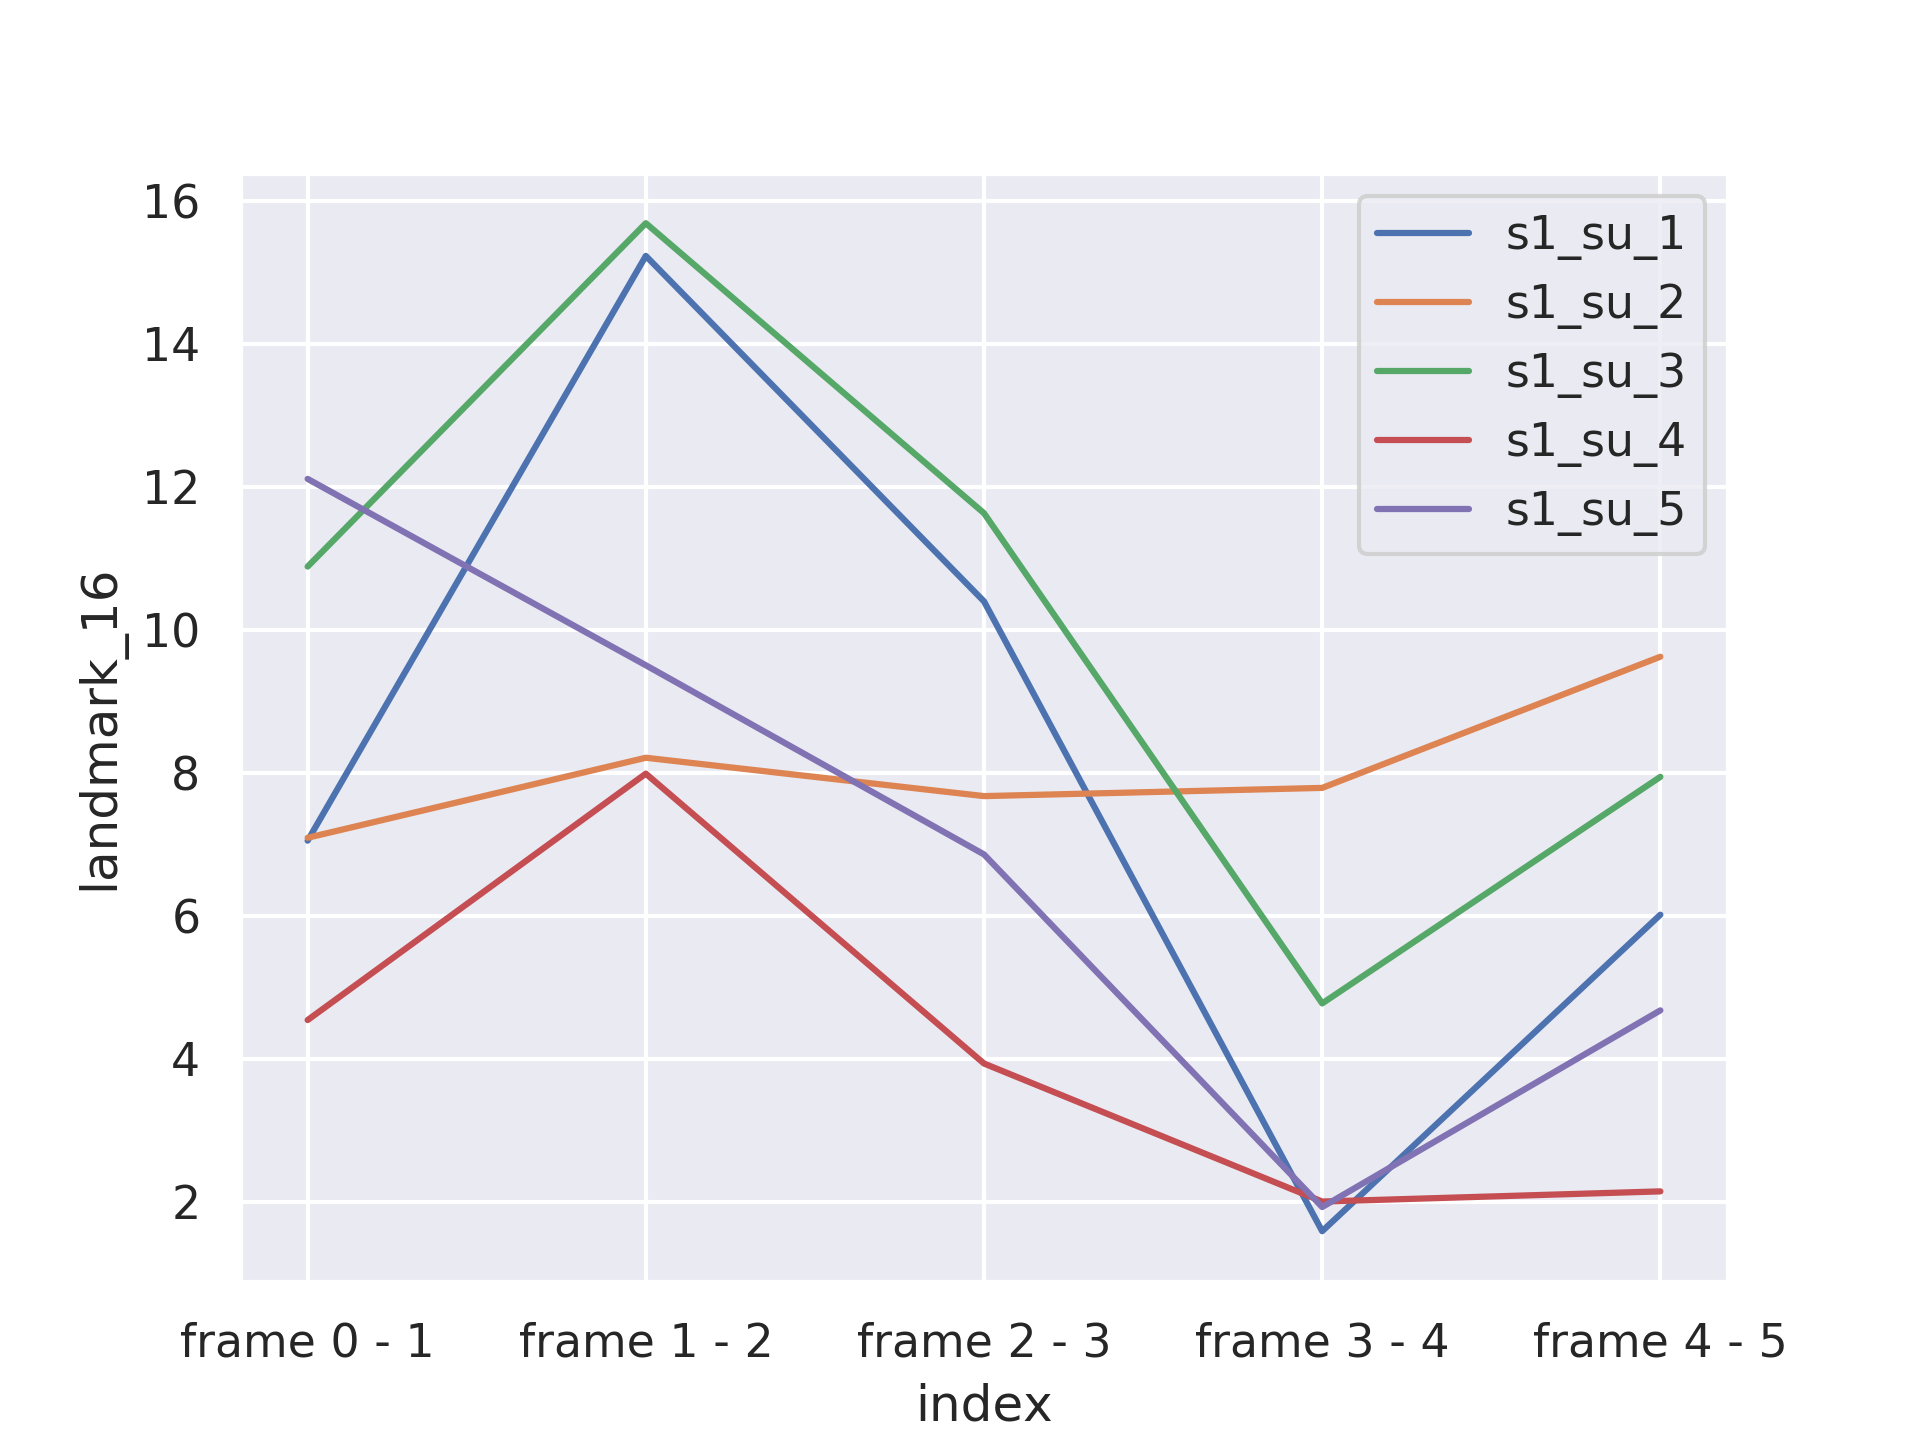 16
14
12
10
8
6
4
2
landmark_16
s1_su_1
s1_su_2
s1_su_3
s1_su_4
s1_su_5
frame 0 - 1
frame 1 - 2
frame 2 - 3
frame 3 - 4
frame 4 - 5
index